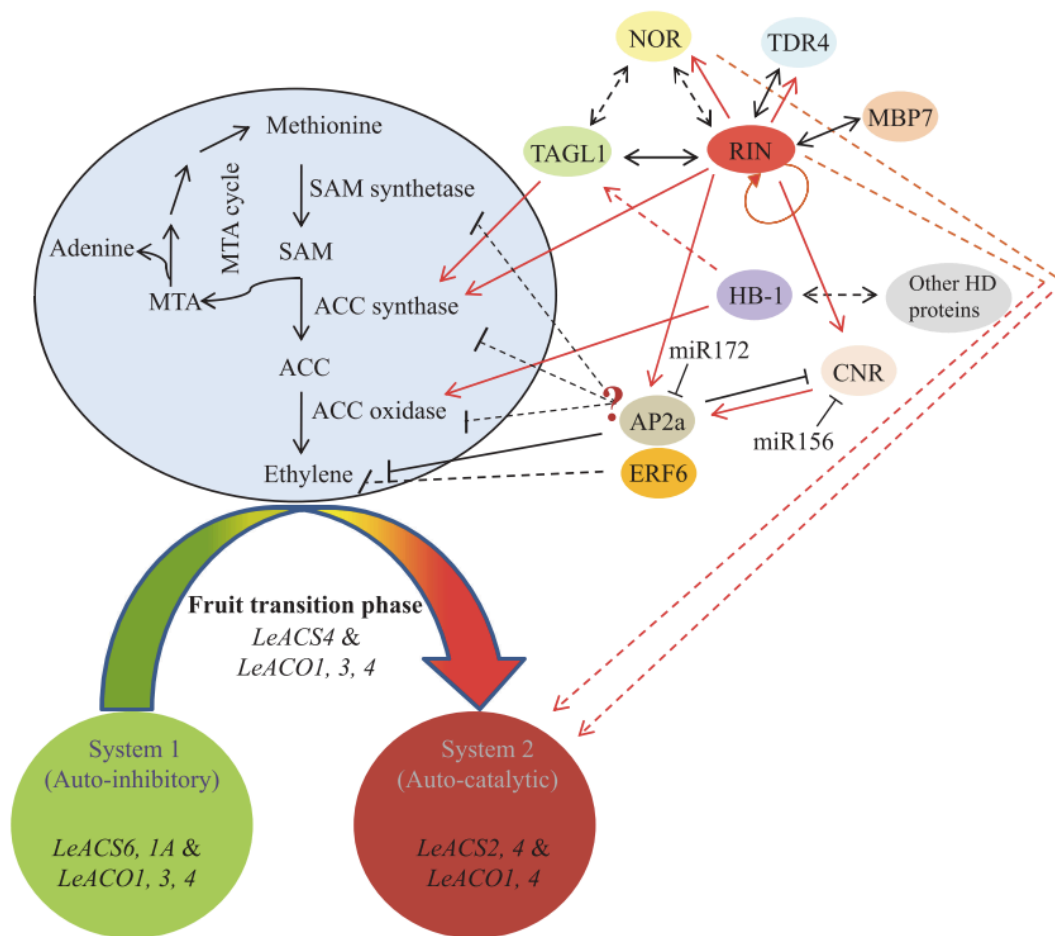 NOR
TDR4
MBP7
Methionine
TAGL1
RIN
SAM synthetase
MTA cycle
Adenine
SAM
MTA
ACC synthase
HB-1
Other HD
proteins
miR172
ACC
CNR
?
ACC oxidase
AP2a
miR156
Ethylene
ERF6
Fruit transition phase
LeACS4 &
LeACO1, 3, 4
System 1
(Auto-inhibitory)
LeACS6, 1A &
LeACO1, 3, 4
System 2
(Auto-catalytic)
LeACS2, 4 &
LeACO1, 4